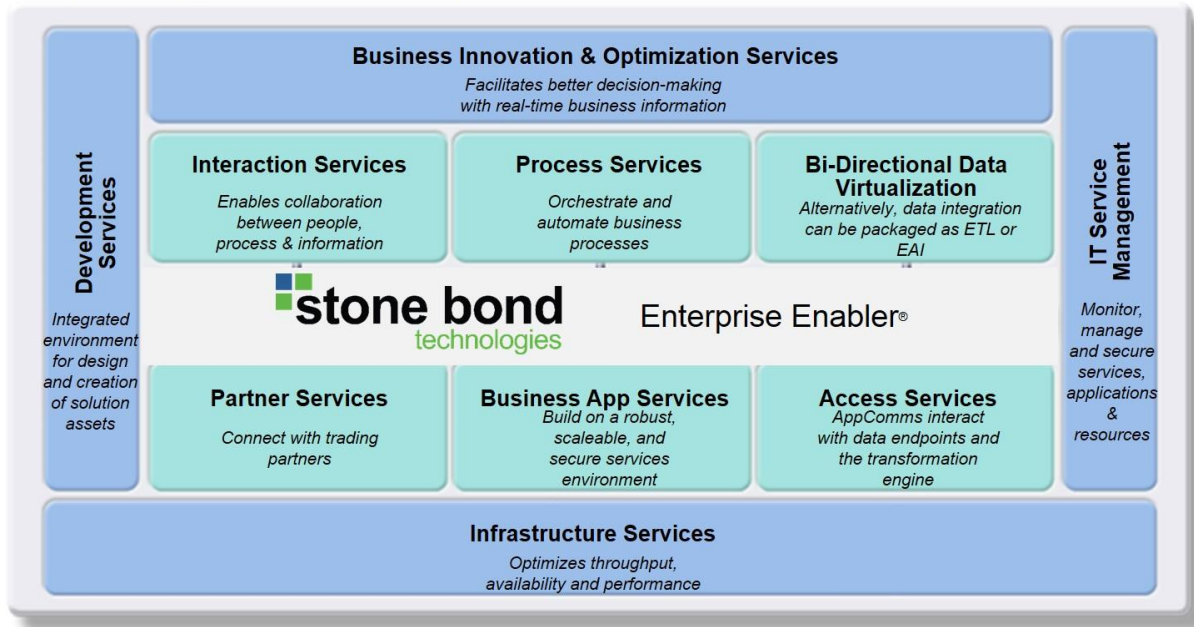 Business Innovation & Optimization Services
Facilitates better decision-making
with real-time business information
Development
Services
Integrated
environment
for design
and creation
of solution
assets
Interaction Services
Enables collaboration
between people,
process & information
Process Services
Orchestrate and
automate business
processes
Bi-Directional Data
Virtualization
Alternatively, data integration
can be packaged as ETL or
EAI
IT Service
Management
Monitor,
manage
and secure
services,
applications
&
resources
stone bond
technologies
Enterprise Enabler®
Partner Services
Connect with trading
partners
Business App Services
Build on a robust,
scaleable, and
secure services
environment
Access Services
AppComms interact
with data endpoints and
the transformation
engine
Infrastructure Services
Optimizes throughput,
availability and performance